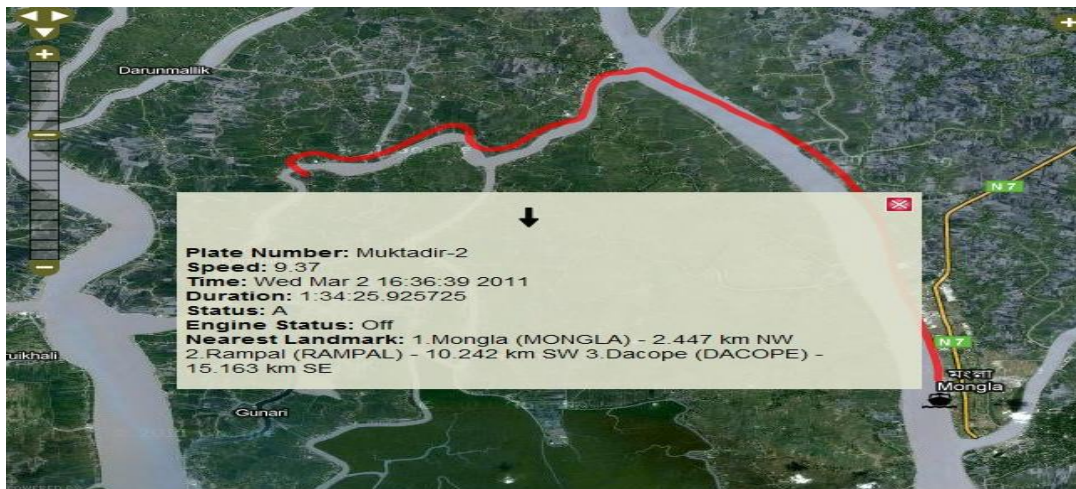 Darunmallik
N 7
Plate Number: Muktadir-2
Speed: 9.37
Time: Wed Mar 2 16:36:39 2011
Duration: 1:34:25.925725
Status: A
Engine Status: Off
Nearest Landmark: 1.Mongla (MONGLA) - 2.447 km NW
2.Rampal (RAMPAL) - 10.242 km SW 3.Dacope (DACOPE) -
15.163 km SE
N 7
ruikhali
মংলা
Mongla
Gunari